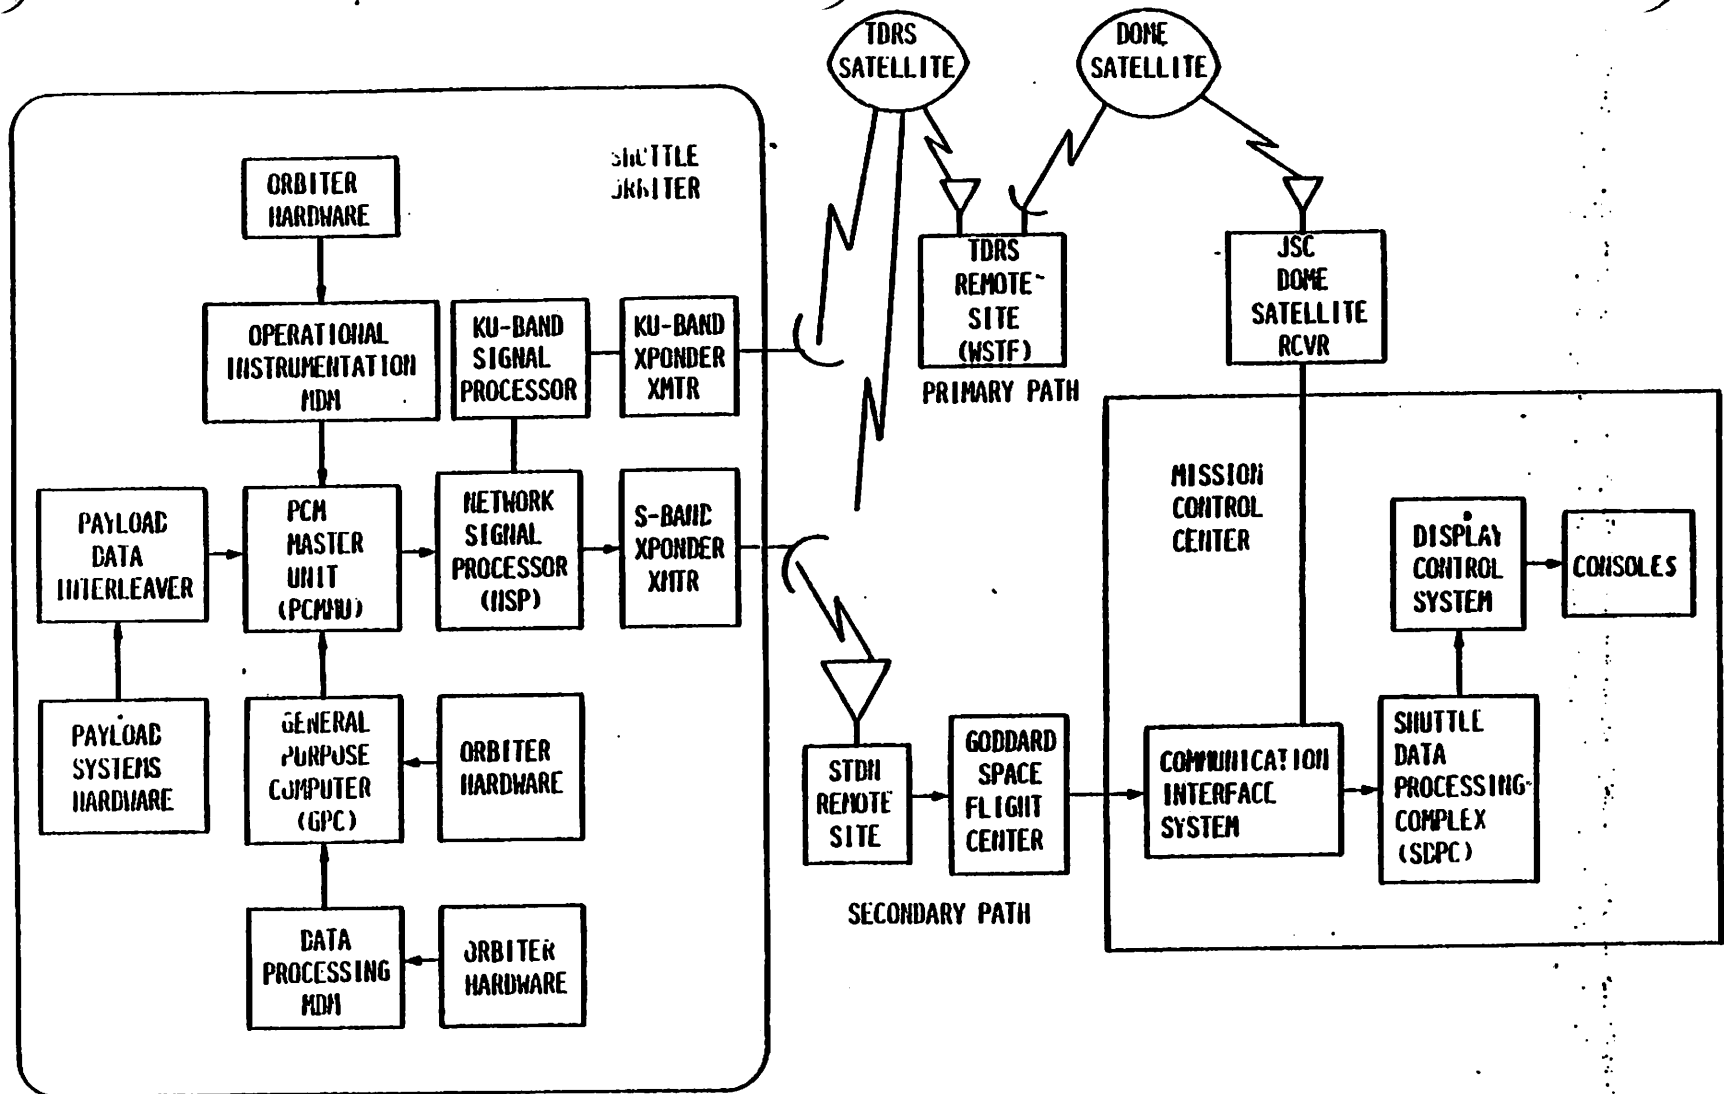 TDRS
SATELLITE
DOME
SATELLITE
SHUTTLE
ORBITER
ORBITER
HARDWARE
OPERATIONAL
INSTRUMENTATION
MDM
KU-BAND
SIGNAL
PROCESSOR
KU-BAND
XPONDER
XMTR
TDRS
REMOTE-
SITE
(WSTF)
PRIMARY PATH
JSC
DOME
SATELLITE
RCVR
PAYLOAD
DATA
INTERLEAVER
PCM
MASTER
UNIT
(PCMMU)
NETWORK
SIGNAL
PROCESSOR
(NSP)
S-BAND
XPONDER
XMTR
MISSION
CONTROL
CENTER
DISPLAY
CONTROL
SYSTEM
CONSOLES
PAYLOAD
SYSTEMS
HARDWARE
GENERAL
PURPOSE
COMPUTER
(GPC)
ORBITER
HARDWARE
STDN
REMOTE
SITE
GODDARD
SPACE
FLIGHT
CENTER
COMMUNICATION
INTERFACE
SYSTEM
SHUTTLE
DATA
PROCESSING-
COMPLEX
(SDPC)
SECONDARY PATH
DATA
PROCESSING
MDM
ORBITER
HARDWARE